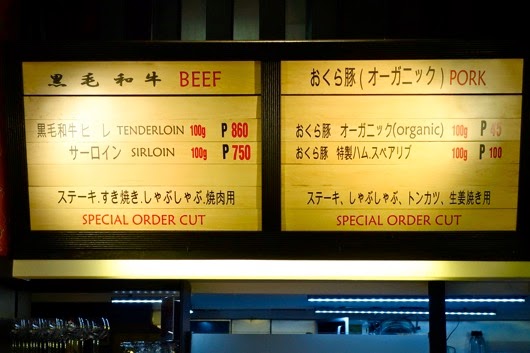 黒毛和牛 BEEF
黒毛和牛 ヒレ TENDERLOIN 100g P 860
サーロイン SIRLOIN 100g P 750
ステーキ.すき焼き.しゃぶしゃぶ.焼肉用
SPECIAL ORDER CUT
おくら豚(オーガニック) PORK
おくら豚 オーガニック(organic) 100g P 45
おくら豚 特製ハム.スペアリブ 100g P 100
ステーキ、しゃぶしゃぶ、トンカツ、生姜焼き用
SPECIAL ORDER CUT